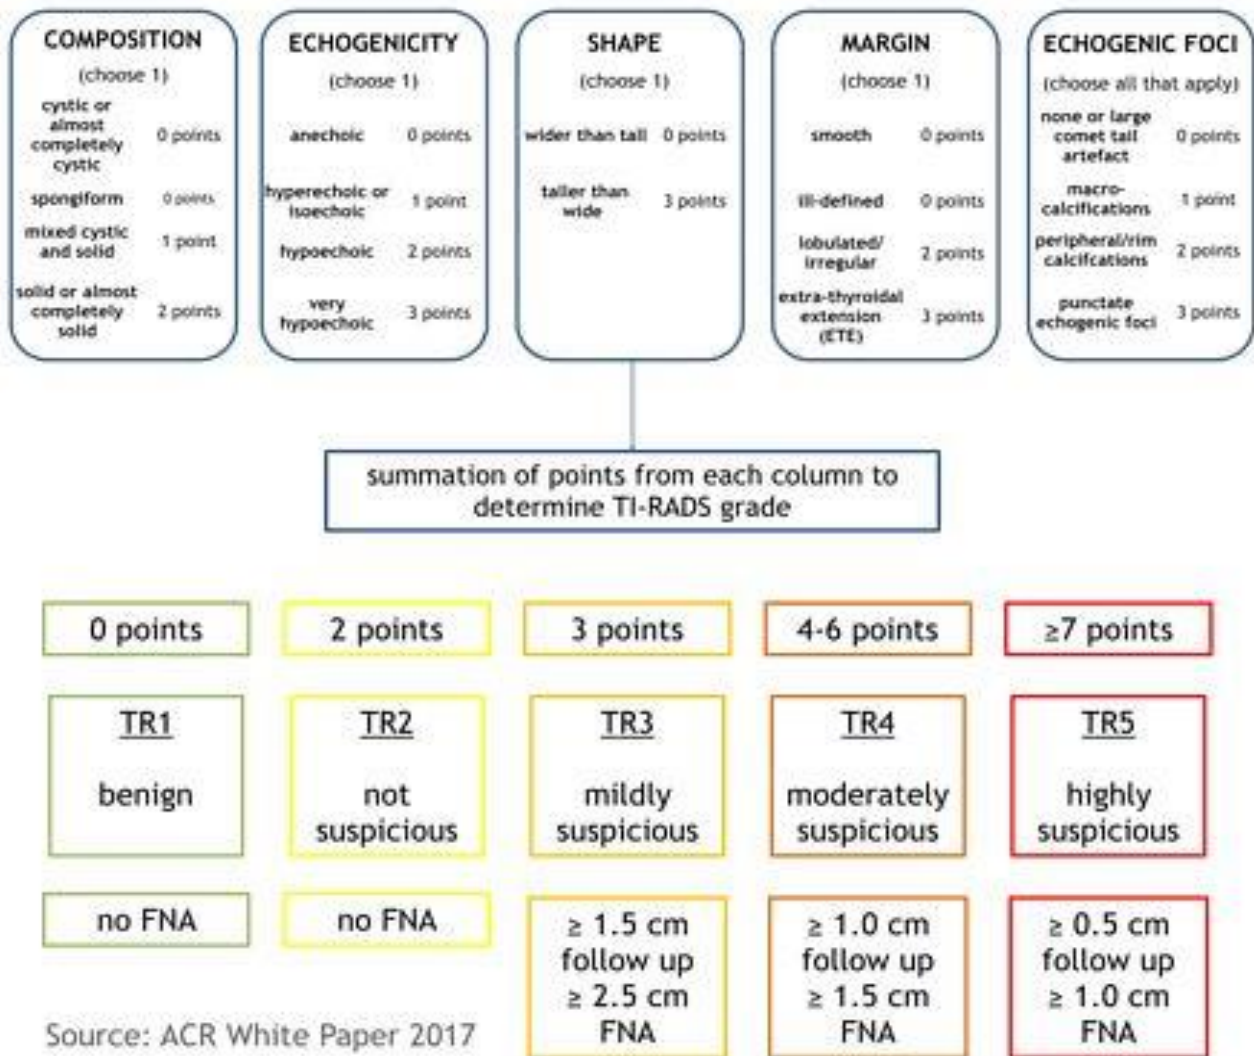 COMPOSITION
(choose 1)
cystic or
almost
completely
cystic
0 points
spongiform
0 points
mixed cystic
and solid
1 point
solid or almost
completely
solid
2 points
ECHOGENICITY
(choose 1)
anechoic
0 points
hyperechoic or
isoechoic
1 point
hypoechoic
2 points
very
hypoechoic
3 points
SHAPE
(choose 1)
wider than tall
0 points
taller than
wide
3 points
MARGIN
(choose 1)
smooth
0 points
ill-defined
0 points
lobulated/
irregular
2 points
extra-thyroidal
extension
(ETE)
3 points
ECHOGENIC FOCI
(choose all that apply)
none or large
comet tail
artefact
0 points
macro-
calcifications
1 point
peripheral/rim
calcifcations
2 points
punctate
echogenic foci
3 points
summation of points from each column to
determine TI-RADS grade
0 points
2 points
3 points
4-6 points
≥7 points
TR1
benign
TR2
not
suspicious
TR3
mildly
suspicious
TR4
moderately
suspicious
TR5
highly
suspicious
no FNA
no FNA
≥ 1.5 cm
follow up
≥ 2.5 cm
FNA
≥ 1.0 cm
follow up
≥ 1.5 cm
FNA
≥ 0.5 cm
follow up
≥ 1.0 cm
FNA
Source: ACR White Paper 2017